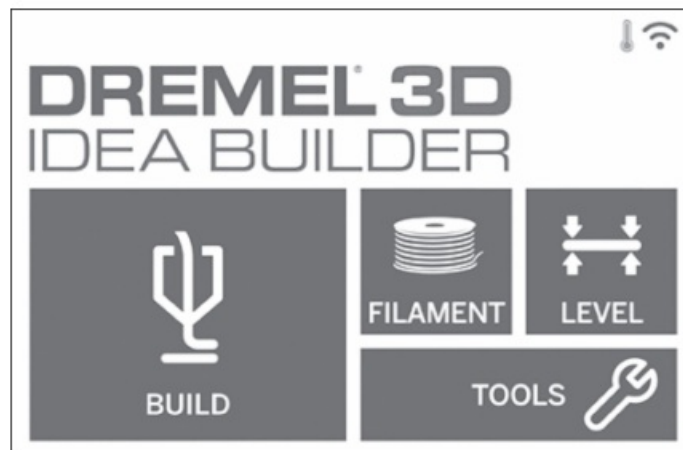 DREMEL® 3D
IDEA BUILDER
FILAMENT
LEVEL
BUILD
TOOLS